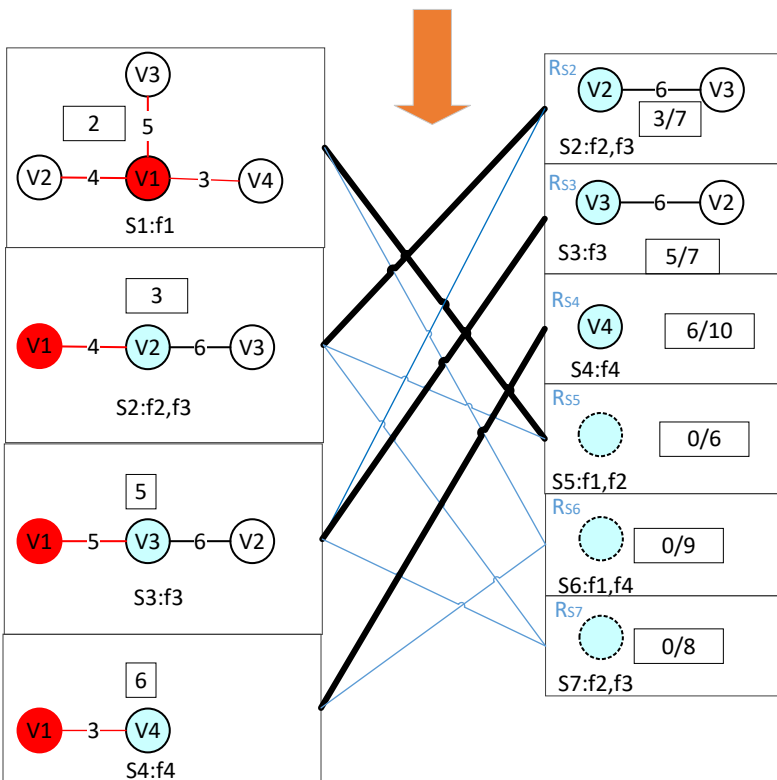 V3
2
5
V2
4
V1
3
V4
S1:f1
3
V1
4
V2
6
V3
S2:f2,f3
5
V1
5
V3
6
V2
S3:f3
6
V1
3
V4
S4:f4
RS2
V2
6
V3
3/7
S2:f2,f3
RS3
V3
6
V2
S3:f3
5/7
RS4
V4
6/10
S4:f4
RS5
0/6
S5:f1,f2
RS6
0/9
S6:f1,f4
RS7
0/8
S7:f2,f3